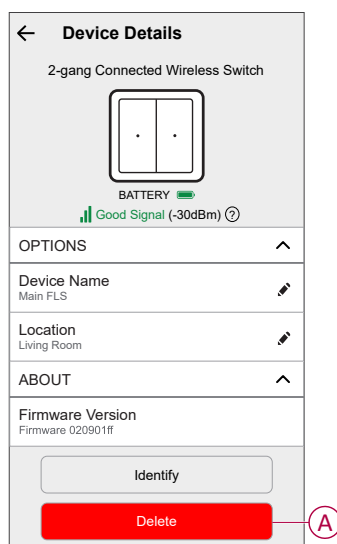 Device Details
2-gang Connected Wireless Switch
BATTERY
Good Signal (-30dBm) ?
OPTIONS
Device Name
Main FLS
Location
Living Room
ABOUT
Firmware Version
Firmware 020901ff
Identify
Delete
A